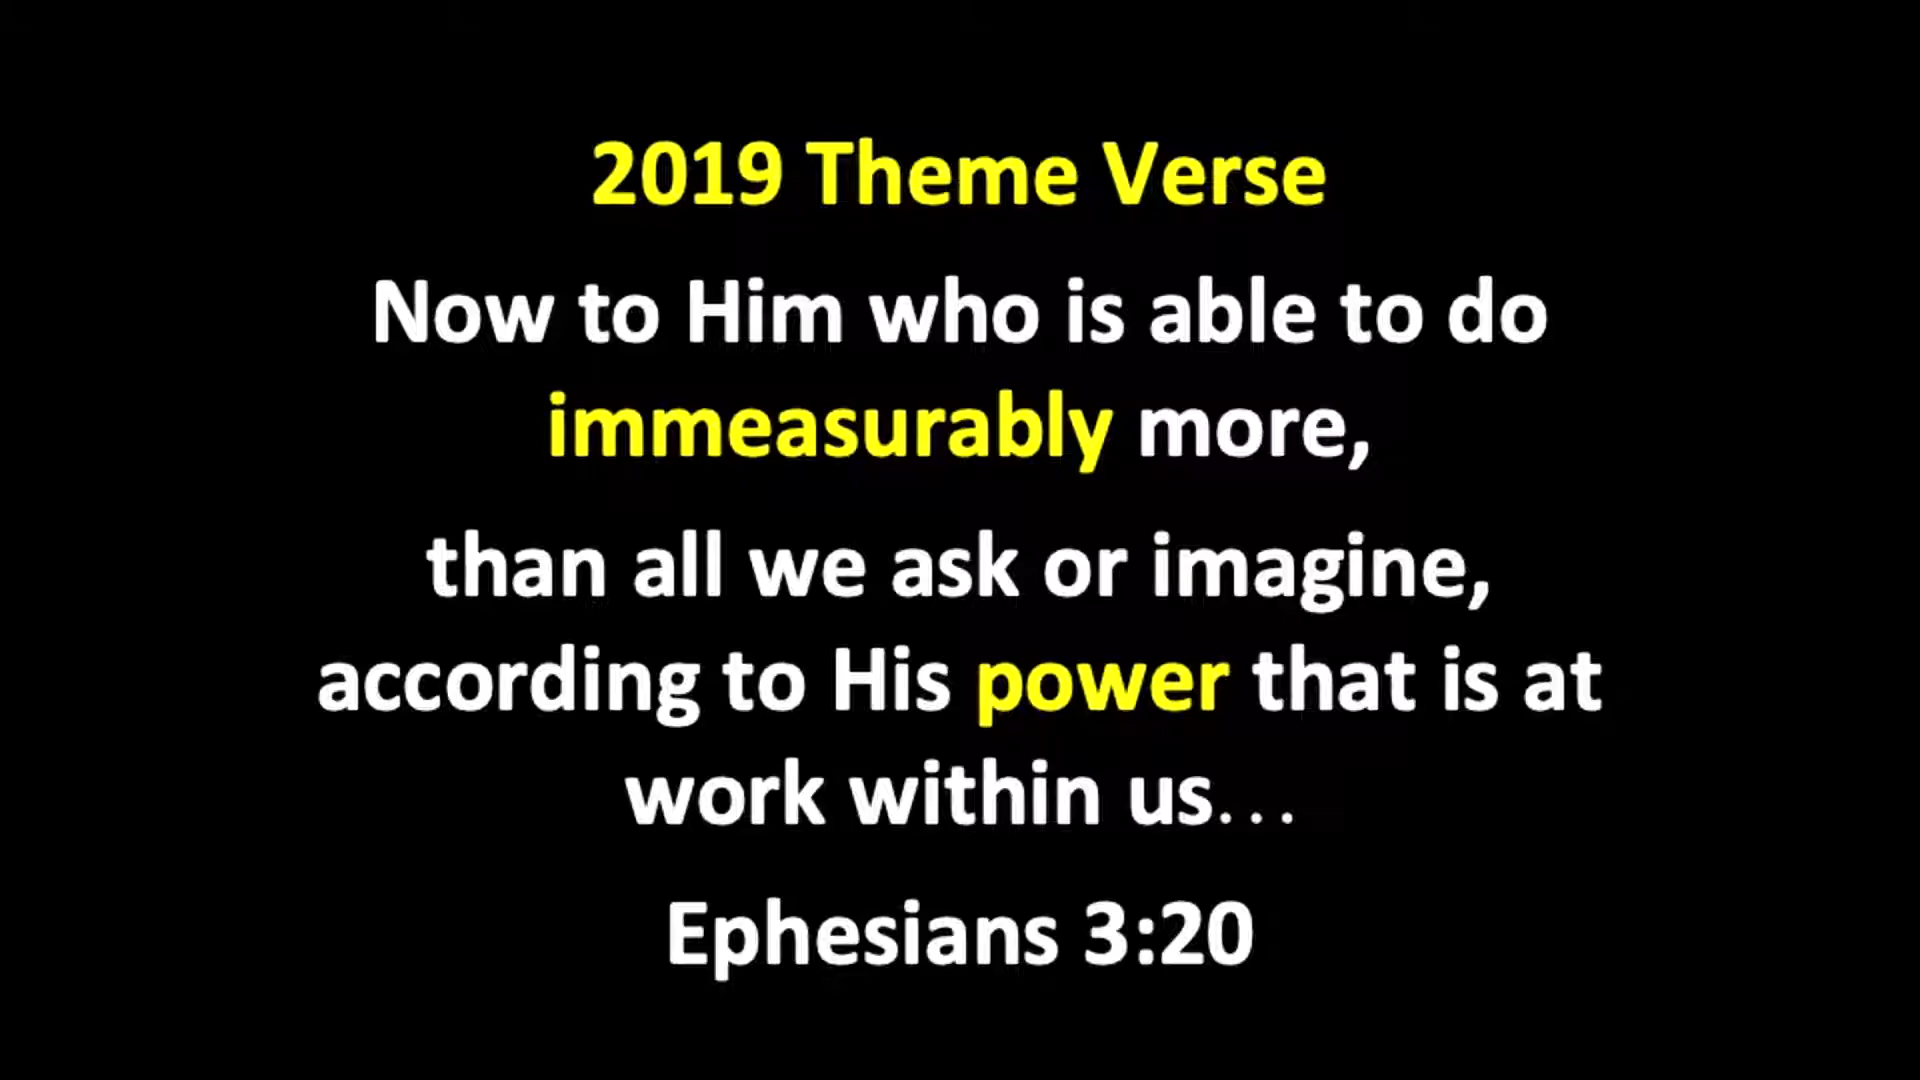 2019 Theme Verse
Now to Him who is able to do
immeasurably more,
than all we ask or imagine,
according to His power that is at
work within us…
Ephesians 3:20